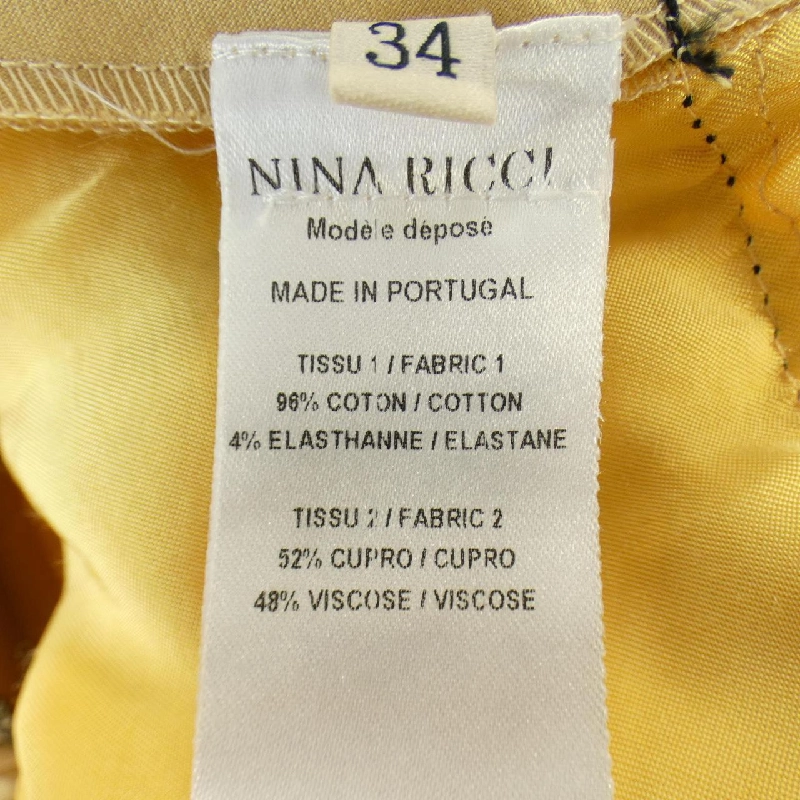 34
NINA RICCI
Modèle déposé
MADE IN PORTUGAL
TISSU 1 / FABRIC 1
96% COTON / COTTON
4% ELASTHANNE / ELASTANE
TISSU 2 / FABRIC 2
52% CUPRO / CUPRO
48% VISCOSE / VISCOSE